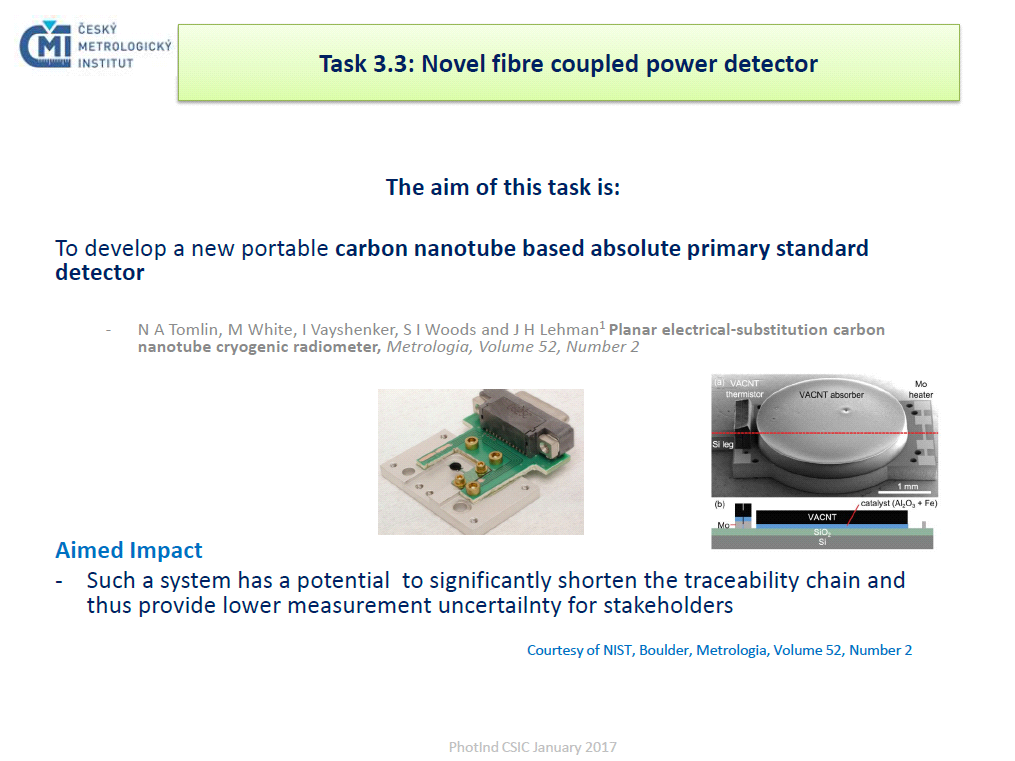 ČESKÝ
METROLOGICKÝ
INSTITUT
ČMI
Task 3.3: Novel fibre coupled power detector
The aim of this task is:
To develop a new portable carbon nanotube based absolute primary standard
detector
- N A Tomlin, M White, I Vayshenker, S I Woods and J H Lehman1 Planar electrical-substitution carbon
nanotube cryogenic radiometer, Metrologia, Volume 52, Number 2
(a) VACNT
thermistor
VACNT absorber
Mo
heater
Si leg
1 mm
(b)
catalyst (Al2O3 + Fe)
VACNT
Mo
SiO2
Si
Aimed Impact
- Such a system has a potential to significantly shorten the traceability chain and
thus provide lower measurement uncertailnty for stakeholders
Courtesy of NIST, Boulder, Metrologia, Volume 52, Number 2
PhotInd CSIC January 2017